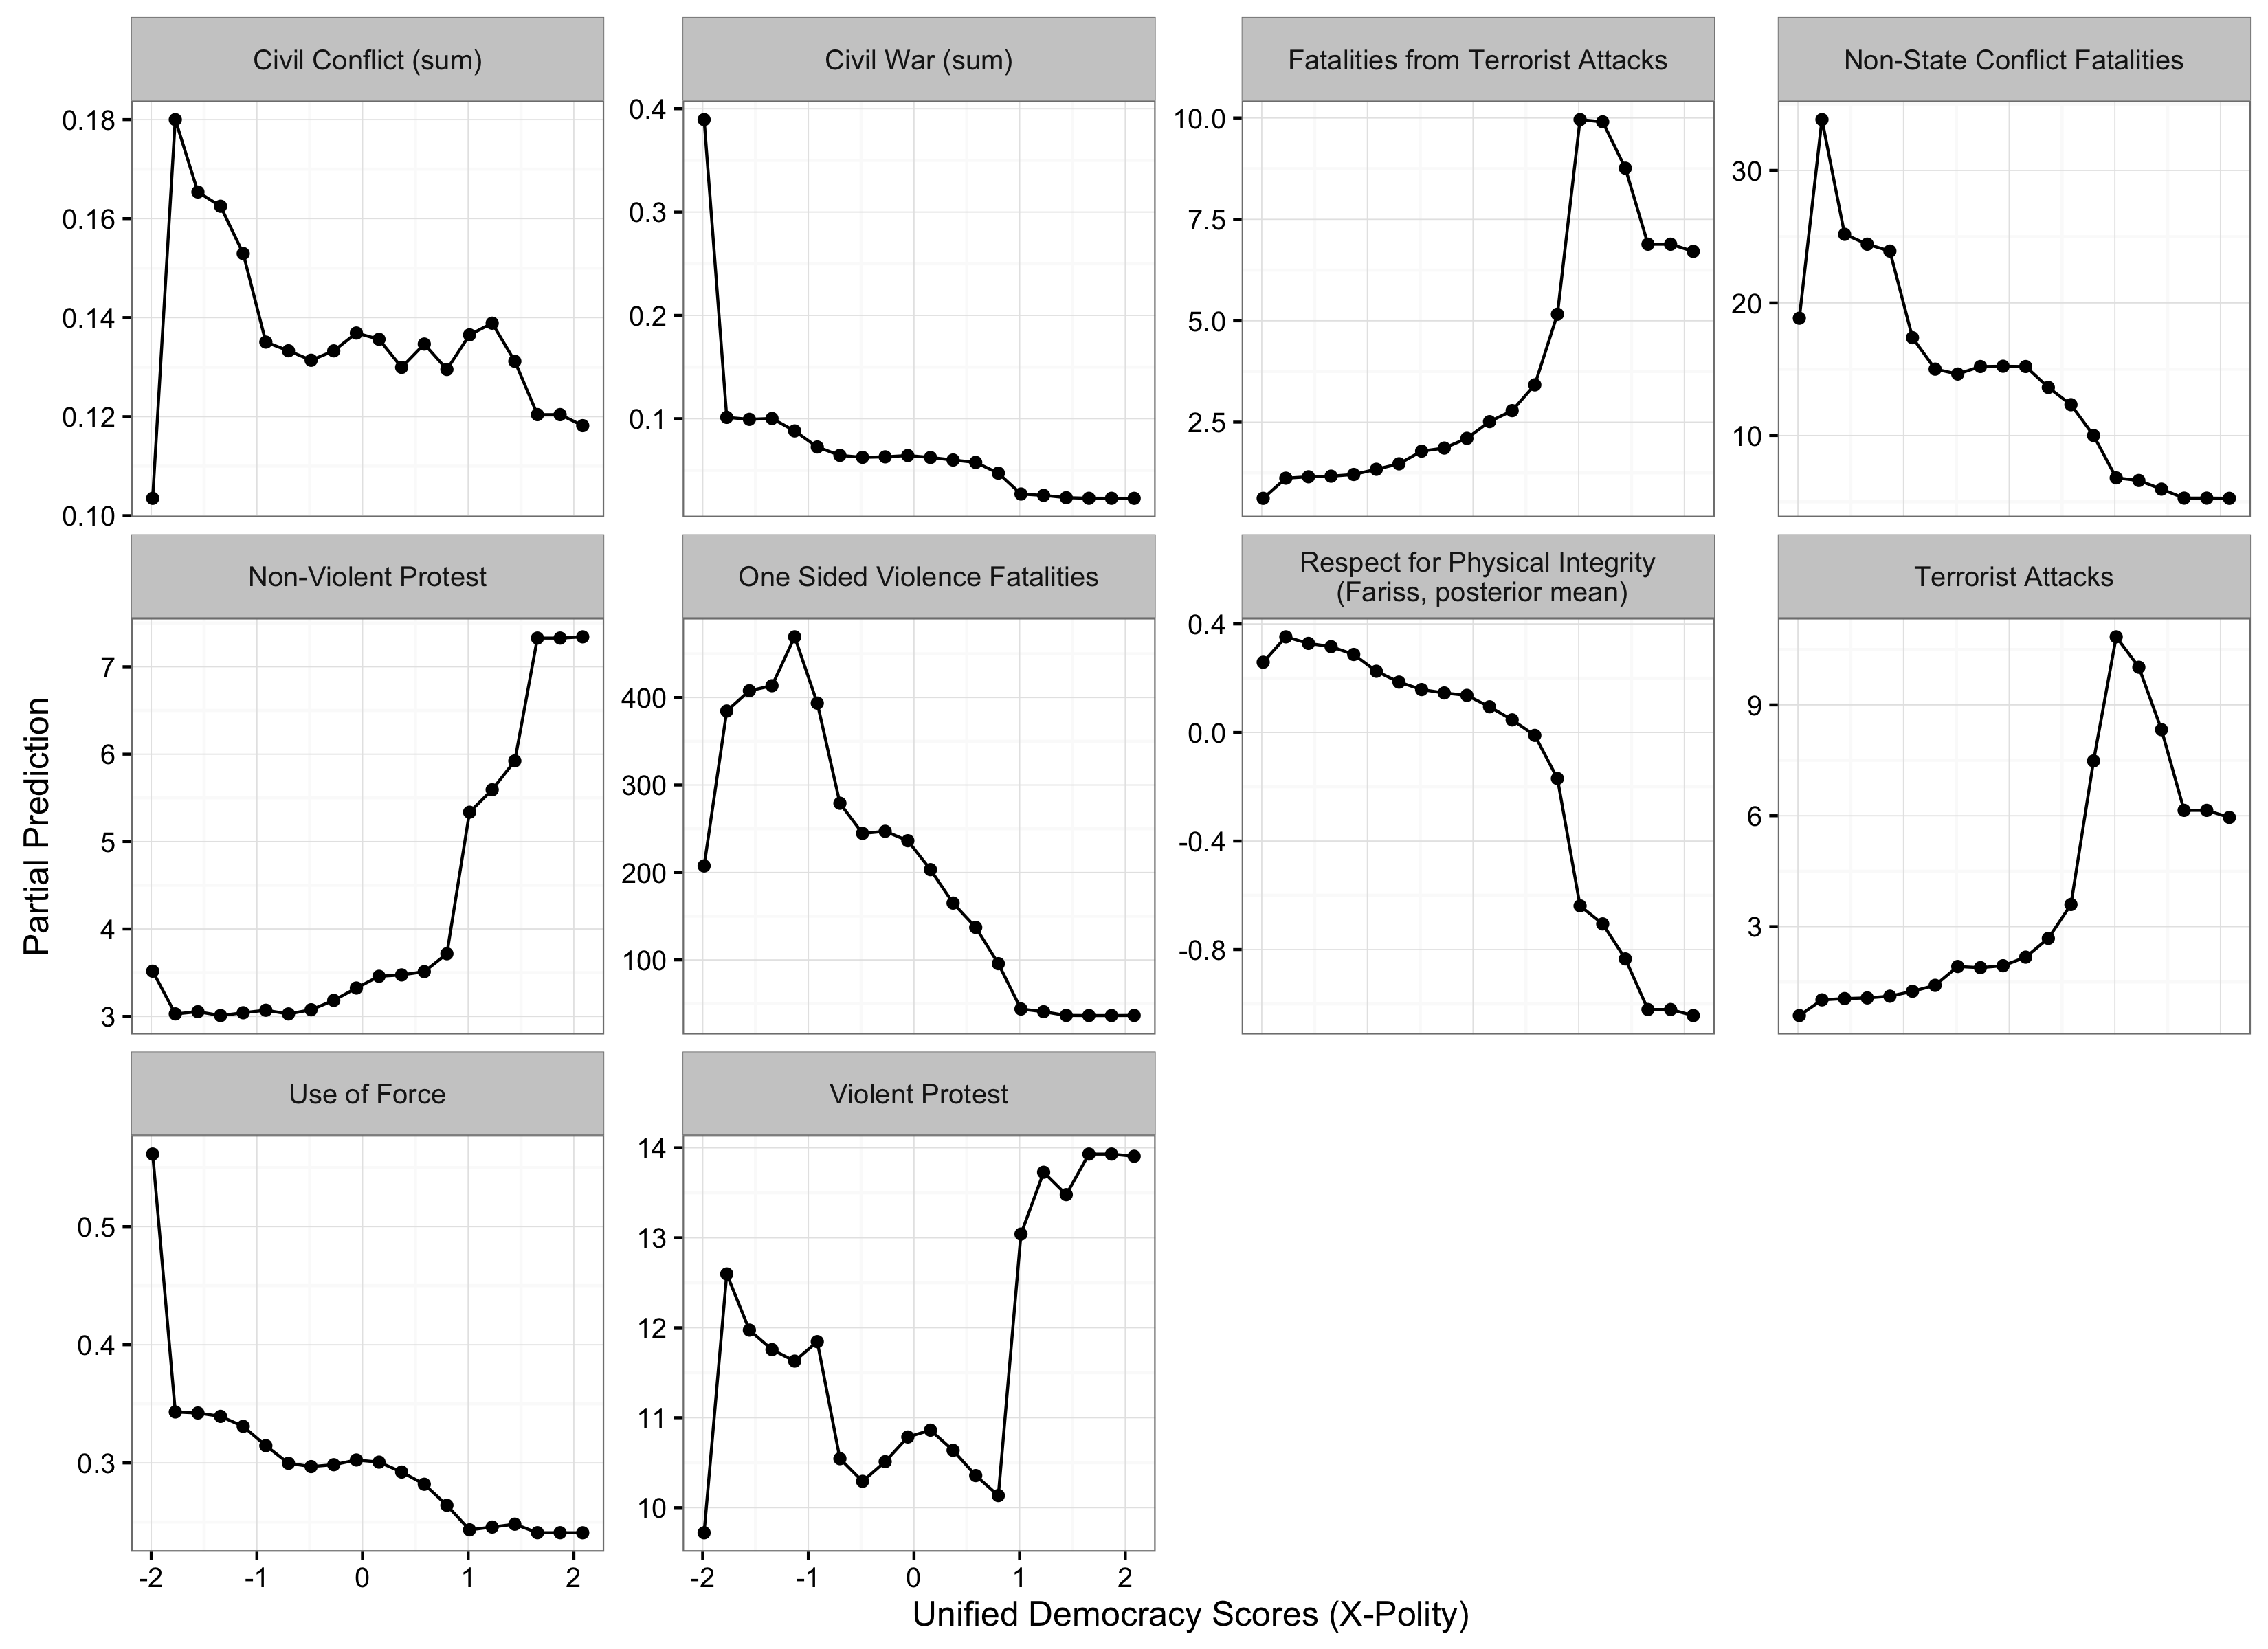 Civil Conflict (sum)
Civil War (sum)
Fatalities from Terrorist Attacks
Non-State Conflict Fatalities
0.18
0.16
0.14
0.12
0.10
0.4
0.3
0.2
0.1
10.0
7.5
5.0
2.5
30
20
10
Non-Violent Protest
One Sided Violence Fatalities
Respect for Physical Integrity
(Fariss, posterior mean)
Terrorist Attacks
7
6
5
4
3
400
300
200
100
0.4
0.0
-0.4
-0.8
9
6
3
Use of Force
Violent Protest
0.5
0.4
0.3
14
13
12
11
10
-2 -1 0 1 2
-2 -1 0 1 2
Partial Prediction
Unified Democracy Scores (X-Polity)